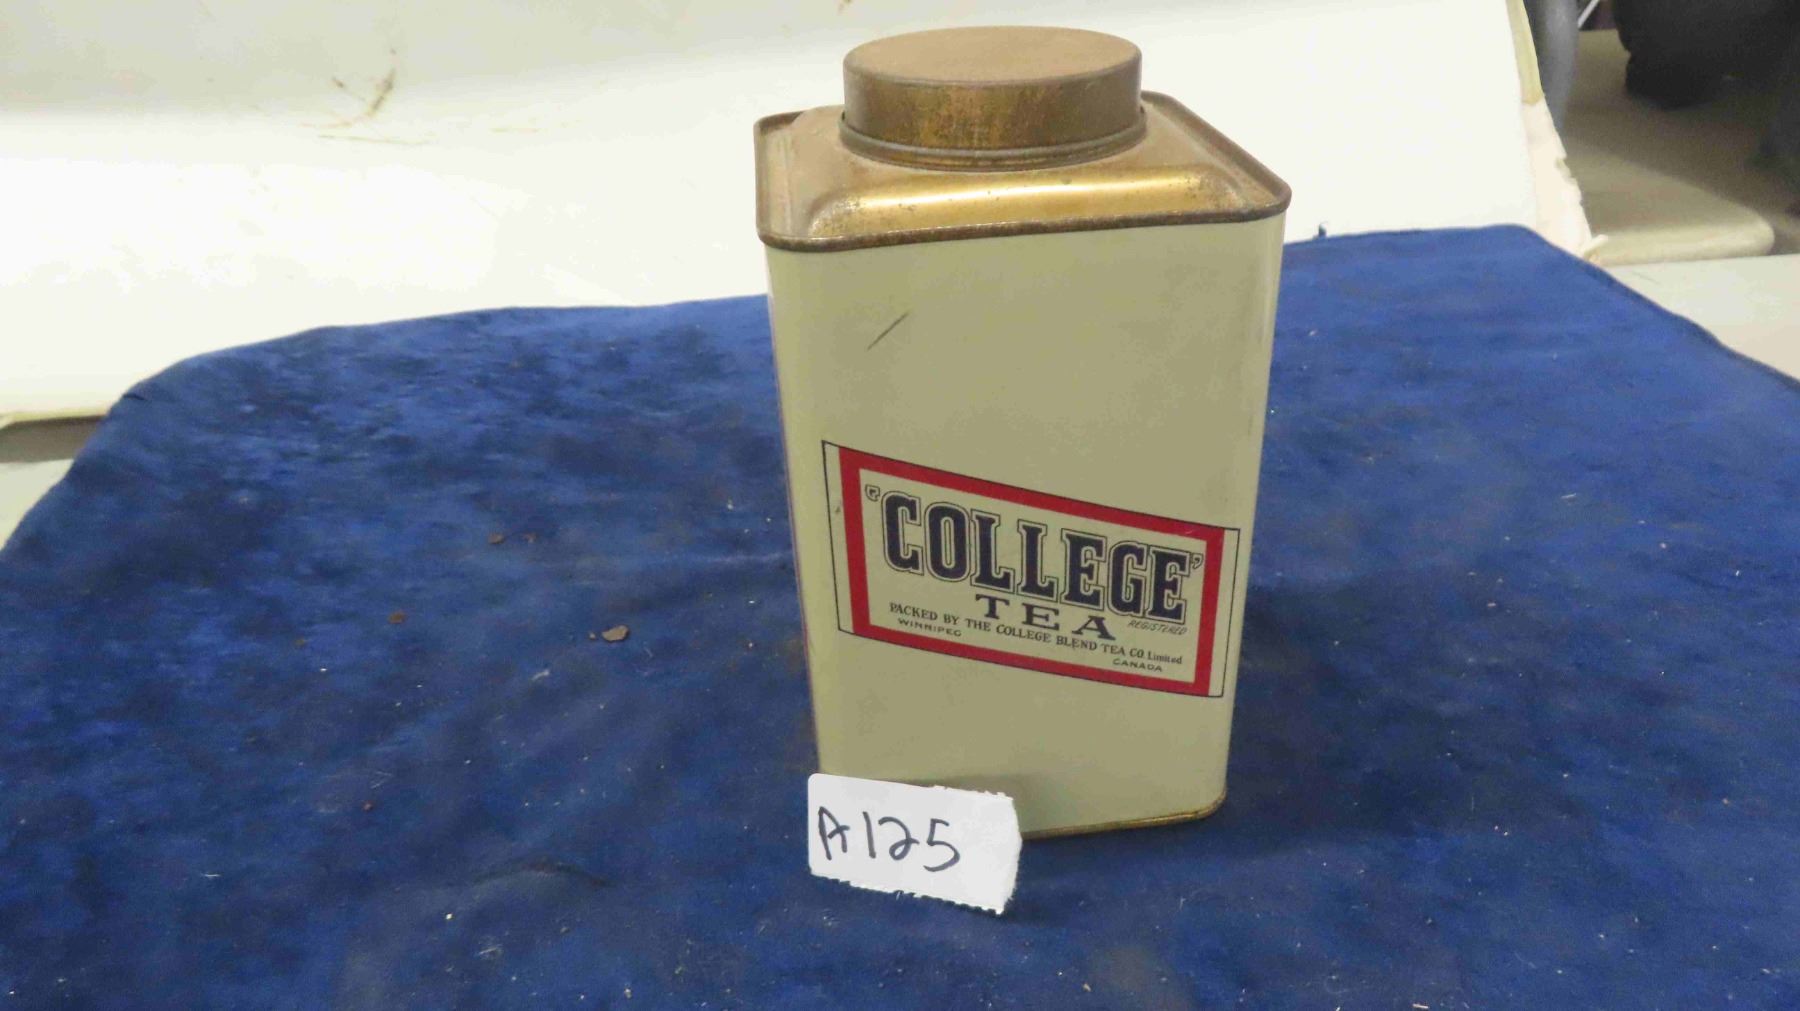 'COLLEGE'
TEA
REGISTERED
PACKED BY THE COLLEGE BLEND TEA CO. Limited
WINNIPEG CANADA
A125